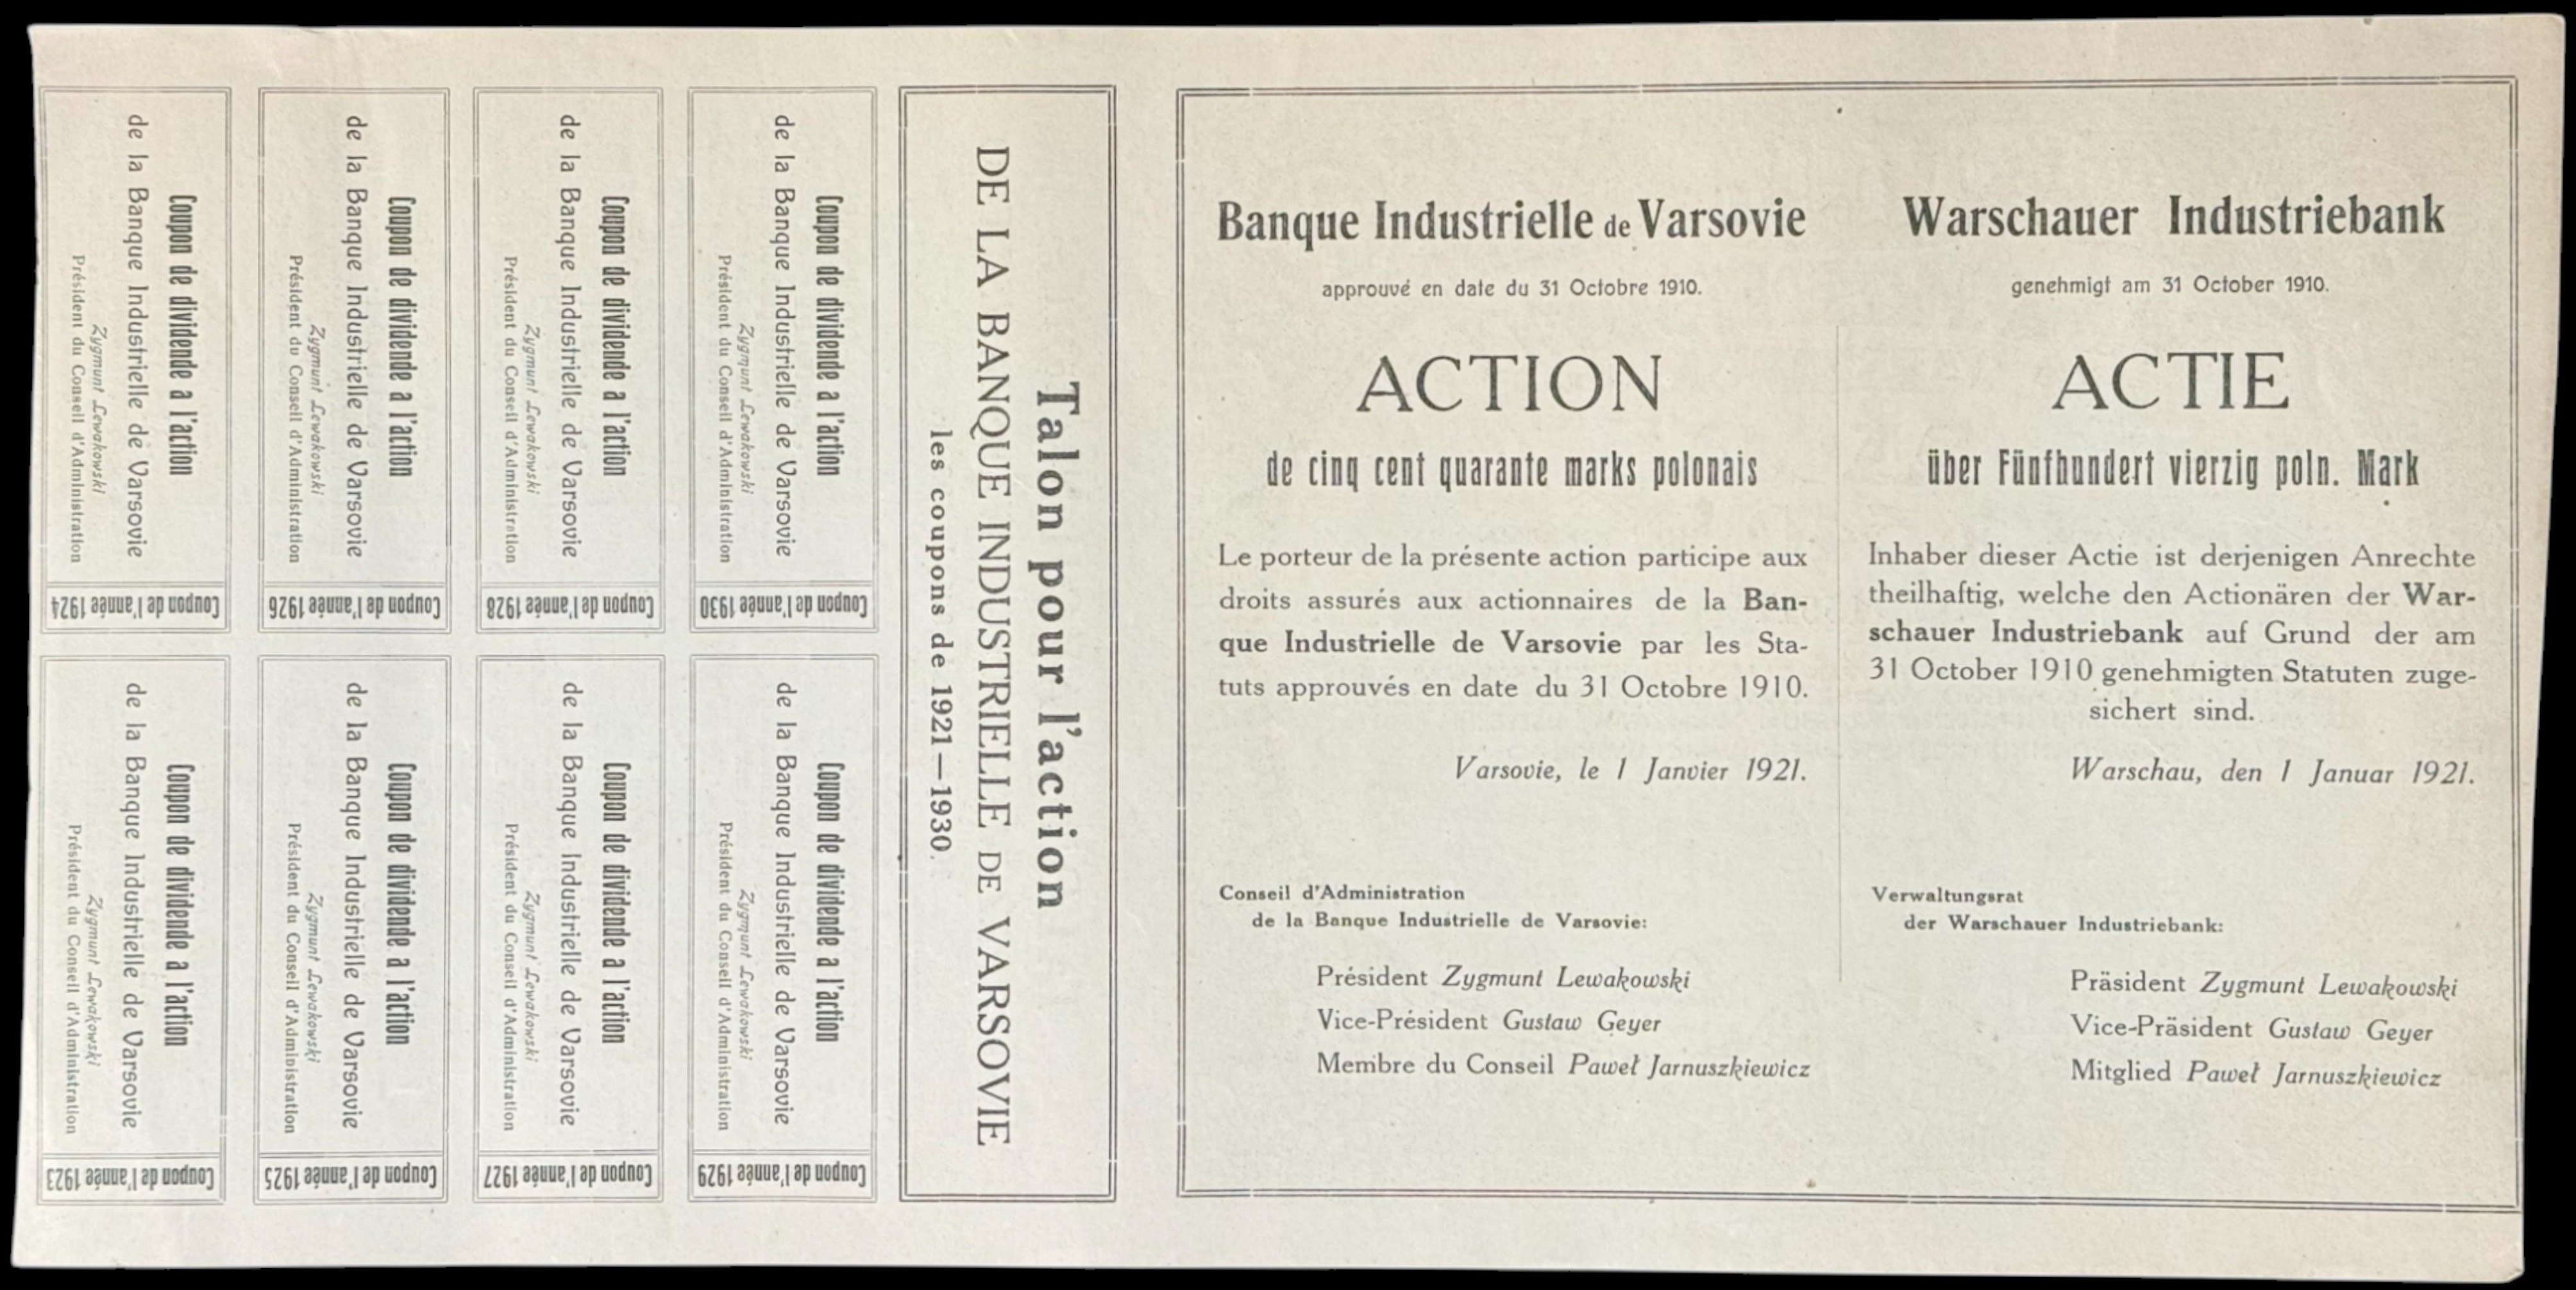 Banque Industrielle de Varsovie
approuvé en date du 31 Octobre 1910.
ACTION
de cinq cent quarante marks polonais
Le porteur de la présente action participe aux
droits assurés aux actionnaires de la Ban-
que Industrielle de Varsovie par les Sta-
tuts approuvés en date du 31 Octobre 1910.
Varsovie, le 1 Janvier 1921.
Conseil d'Administration
de la Banque Industrielle de Varsovie:
Président Zygmunt Lewakowski
Vice-Président Gustaw Geyer
Membre du Conseil Paweł Jarnuszkiewicz
Warschauer Industriebank
genehmigt am 31 October 1910.
ACTIE
über Fünfhundert vierzig poln. Mark
Inhaber dieser Actie ist derjenigen Anrechte
theilhaftig, welche den Actionären der War-
schauer Industriebank auf Grund der am
31 October 1910 genehmigten Statuten zuge-
sichert sind.
Warschau, den 1 Januar 1921.
Verwaltungsrat
der Warschauer Industriebank:
Präsident Zygmunt Lewakowski
Vice-Präsident Gustaw Geyer
Mitglied Paweł Jarnuszkiewicz
Talon pour l'action
DE LA BANQUE INDUSTRIELLE DE VARSOVIE
les coupons de 1921—1930.
Coupon de dividende a l'action
de la Banque Industrielle de Varsovie
Zygmunt Lewakowski
Président du Conseil d'Administration
Coupon de l'année 1924
Coupon de dividende a l'action
de la Banque Industrielle de Varsovie
Zygmunt Lewakowski
Président du Conseil d'Administration
Coupon de l'année 1926
Coupon de dividende a l'action
de la Banque Industrielle de Varsovie
Zygmunt Lewakowski
Président du Conseil d'Administration
Coupon de l'année 1928
Coupon de dividende a l'action
de la Banque Industrielle de Varsovie
Zygmunt Lewakowski
Président du Conseil d'Administration
Coupon de l'année 1930
Coupon de dividende a l'action
de la Banque Industrielle de Varsovie
Zygmunt Lewakowski
Président du Conseil d'Administration
Coupon de l'année 1923
Coupon de dividende a l'action
de la Banque Industrielle de Varsovie
Zygmunt Lewakowski
Président du Conseil d'Administration
Coupon de l'année 1925
Coupon de dividende a l'action
de la Banque Industrielle de Varsovie
Zygmunt Lewakowski
Président du Conseil d'Administration
Coupon de l'année 1927
Coupon de dividende a l'action
de la Banque Industrielle de Varsovie
Zygmunt Lewakowski
Président du Conseil d'Administration
Coupon de l'année 1929